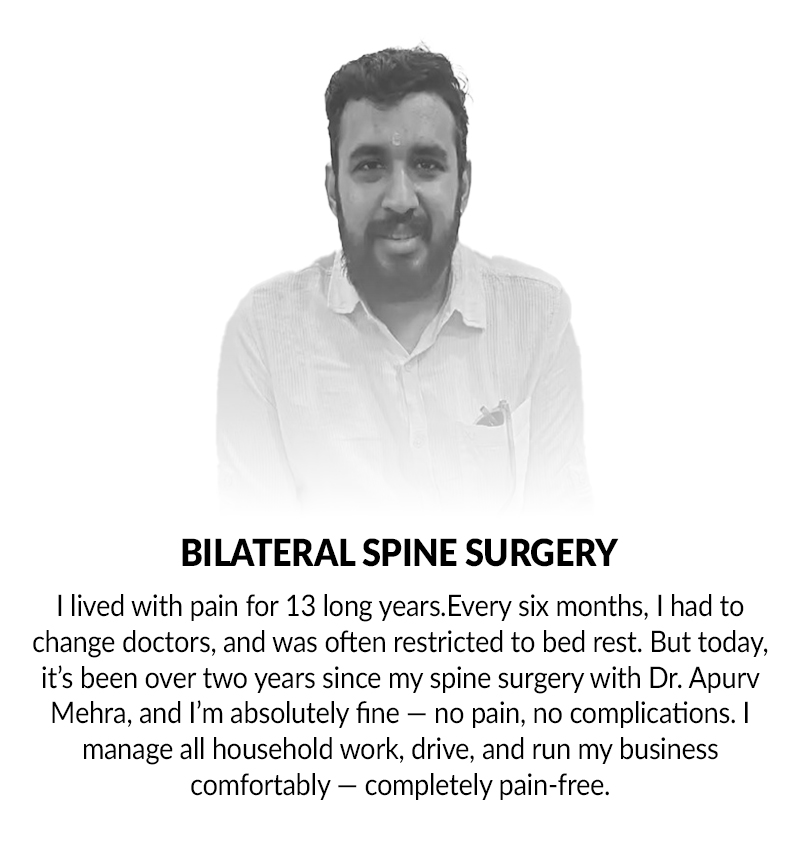 BILATERAL SPINE SURGERY
I lived with pain for 13 long years.Every six months, I had to
change doctors, and was often restricted to bed rest. But today,
it’s been over two years since my spine surgery with Dr. Apurv
Mehra, and I’m absolutely fine — no pain, no complications. I
manage all household work, drive, and run my business
comfortably — completely pain-free.